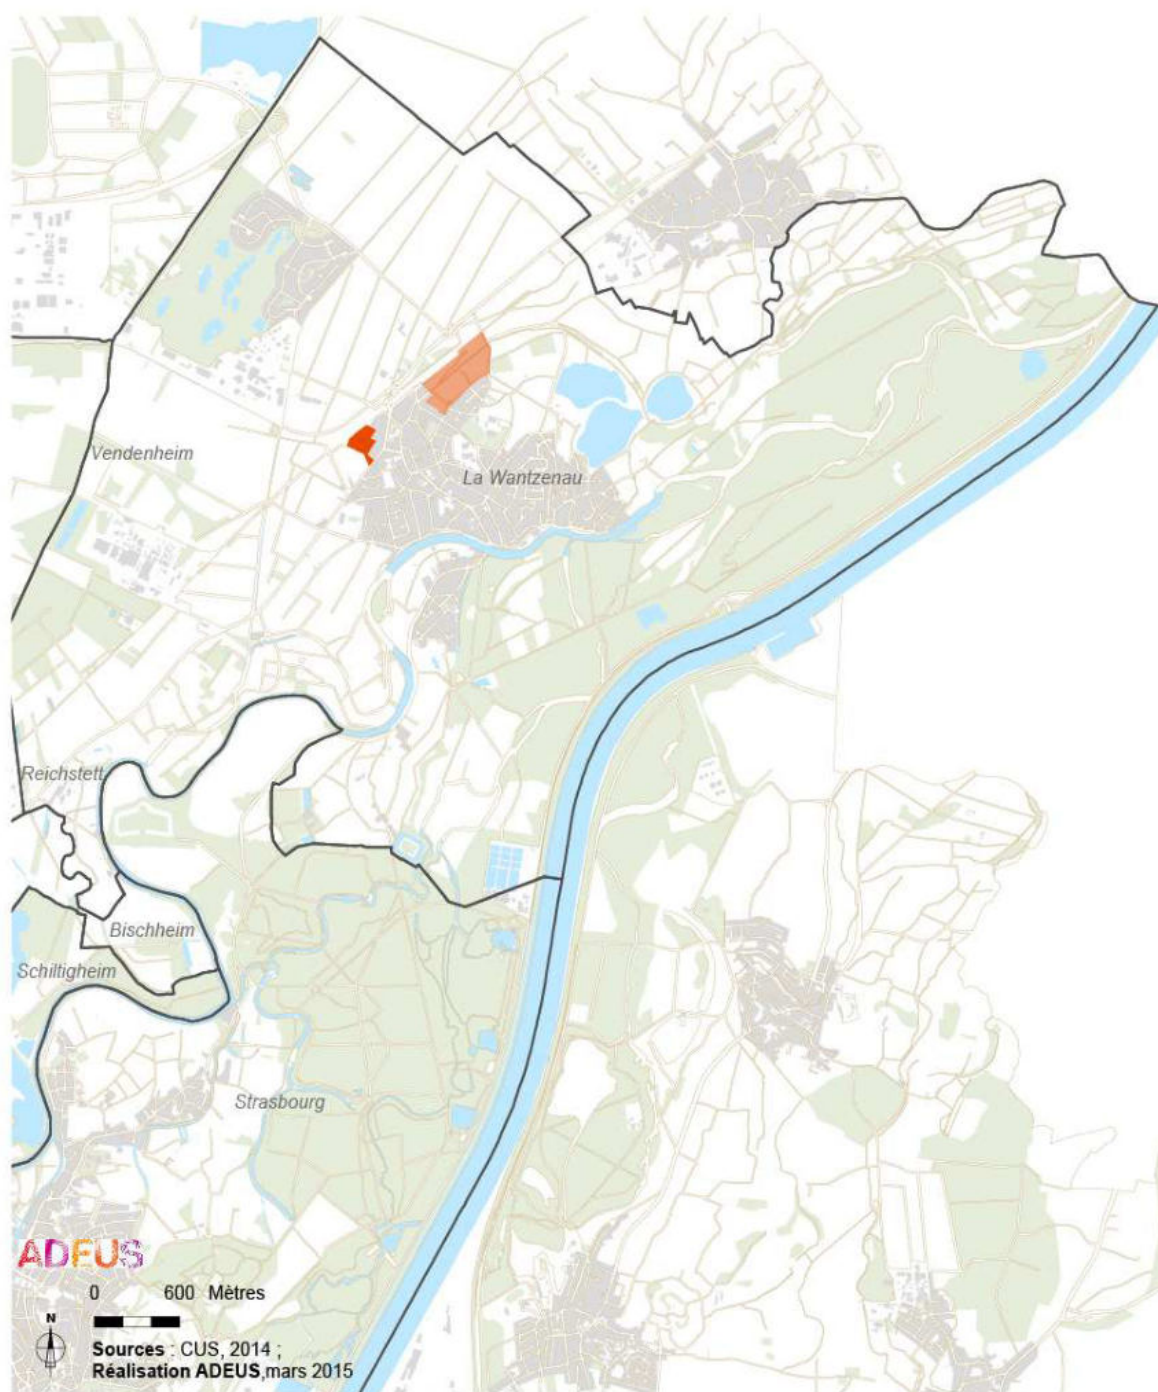 Vendenheim
La Wantzenau
Reichstett
Bischheim
Schiltigheim
Strasbourg
ADEUS
0 600 Mètres
N
Sources : CUS, 2014 ;
Réalisation ADEUS,mars 2015